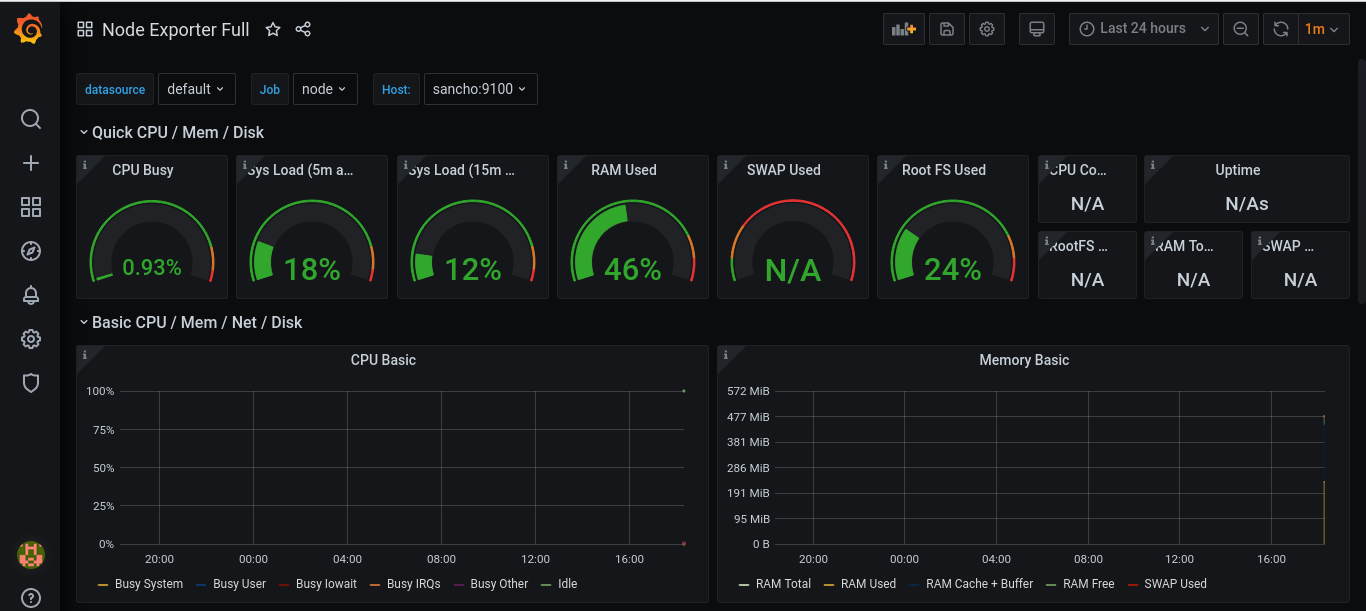 Node Exporter Full
Last 24 hours
1m
datasource default Job node Host: sancho:9100
Quick CPU / Mem / Disk
CPU Busy
0.93%
Sys Load (5m a...
18%
Sys Load (15m ...
12%
RAM Used
46%
SWAP Used
N/A
Root FS Used
24%
CPU Co...
N/A
Uptime
N/As
RootFS ...
N/A
RAM To...
N/A
SWAP ...
N/A
Basic CPU / Mem / Net / Disk
CPU Basic
100%
75%
50%
25%
0%
20:00 00:00 04:00 08:00 12:00 16:00
Busy System Busy User Busy Iowait Busy IRQs Busy Other Idle
Memory Basic
572 MiB
477 MiB
381 MiB
286 MiB
191 MiB
95 MiB
0 B
20:00 00:00 04:00 08:00 12:00 16:00
RAM Total RAM Used RAM Cache + Buffer RAM Free SWAP Used